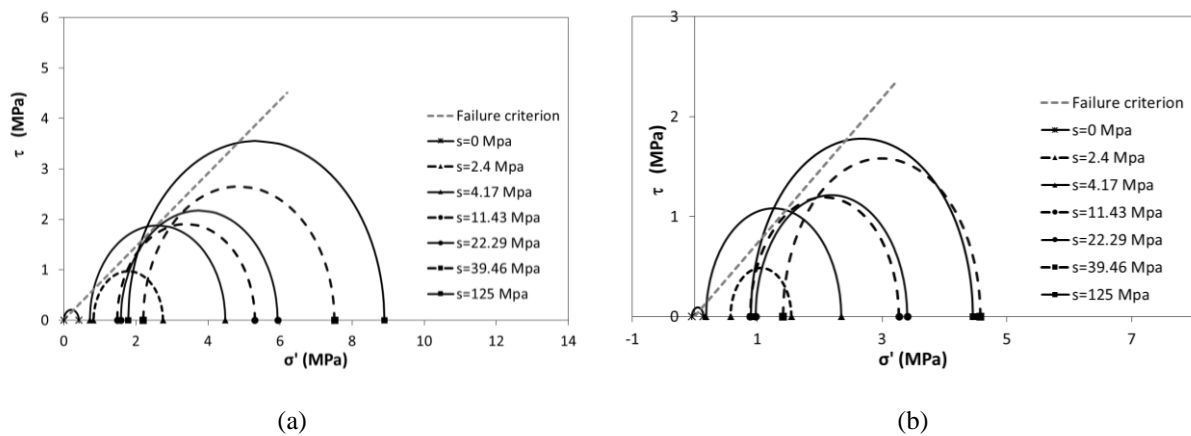 6
5
4
3
2
1
0
τ (MPa)
0 2 4 6 8 10 12 14
σ' (MPa)
Failure criterion
s=0 Mpa
s=2.4 Mpa
s=4.17 Mpa
s=11.43 Mpa
s=22.29 Mpa
s=39.46 Mpa
s=125 Mpa
(a)
3
2
1
0
τ (MPa)
-1 1 3 5 7
σ' (MPa)
Failure criterion
s=0 Mpa
s=2.4 Mpa
s=4.17 Mpa
s=11.43 Mpa
s=22.29 Mpa
s=39.46 Mpa
s=125 Mpa
(b)